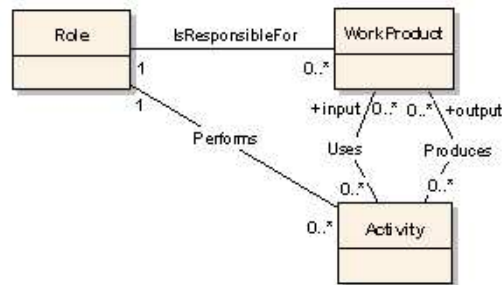 Role
IsResponsibleFor
WorkProduct
1
0..*
1
+input
0..*
0..*
+output
Performs
Uses
Produces
0..*
0..*
0..*
Activity